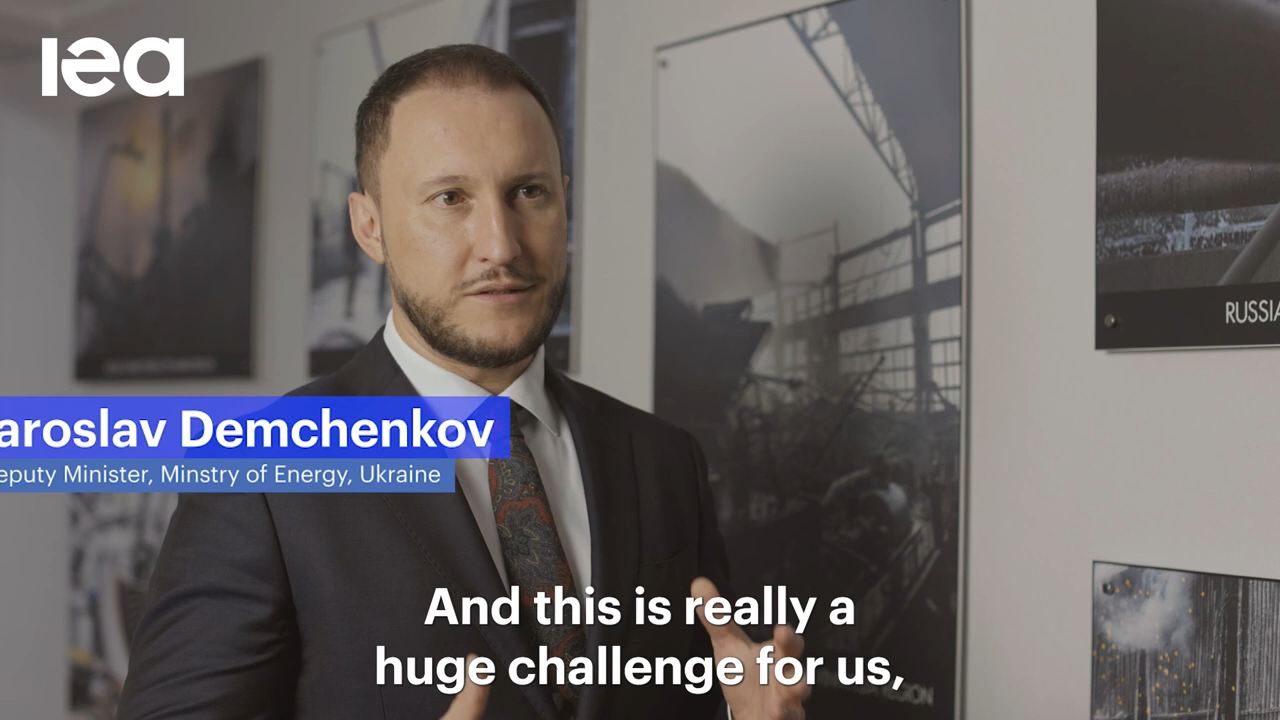 iea
aroslav Demchenkov
eputy Minister, Minstry of Energy, Ukraine
RUSSIA
And this is really a
huge challenge for us,